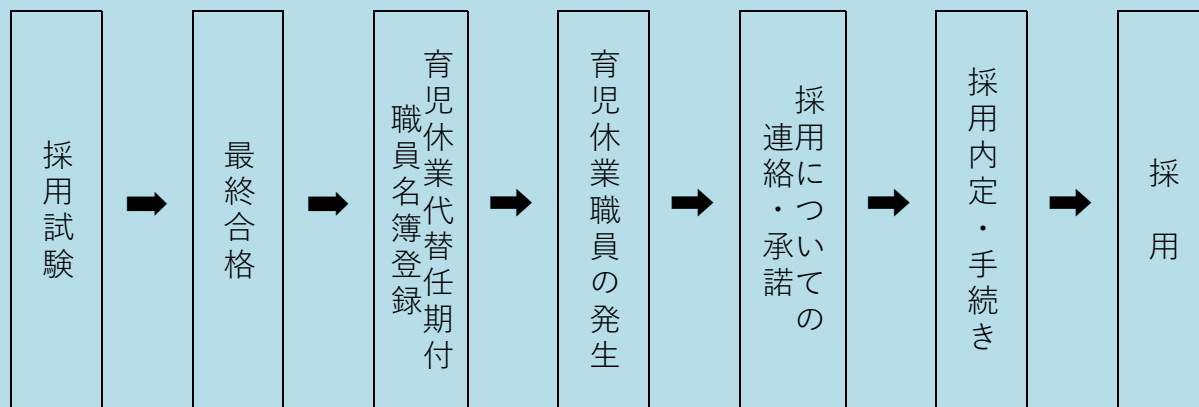 採用試験
最終合格
育児休業代替任期付
職員名簿登録
育児休業職員の発生
採用についての
連絡・承諾
採用内定・手続き
採　用